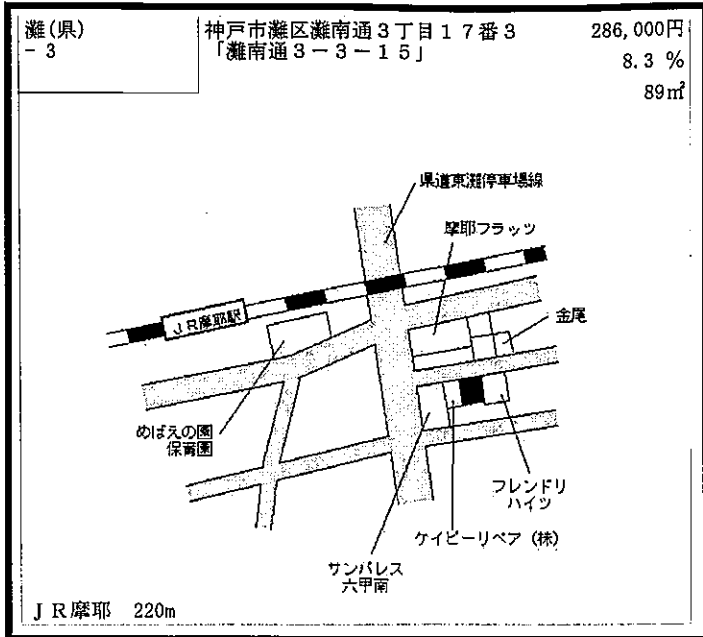 灘(県)
－3
神戸市灘区灘南通３丁目１７番３
「灘南通３－３－１５」
286,000円
8.3 %
89㎡
県道東灘停車場線
摩耶フラッツ
金尾
ＪＲ摩耶駅
めばえの園
保育園
フレンドリ
ハイツ
ケイピーリペア (株)
サンパレス
六甲南
ＪＲ摩耶 220m